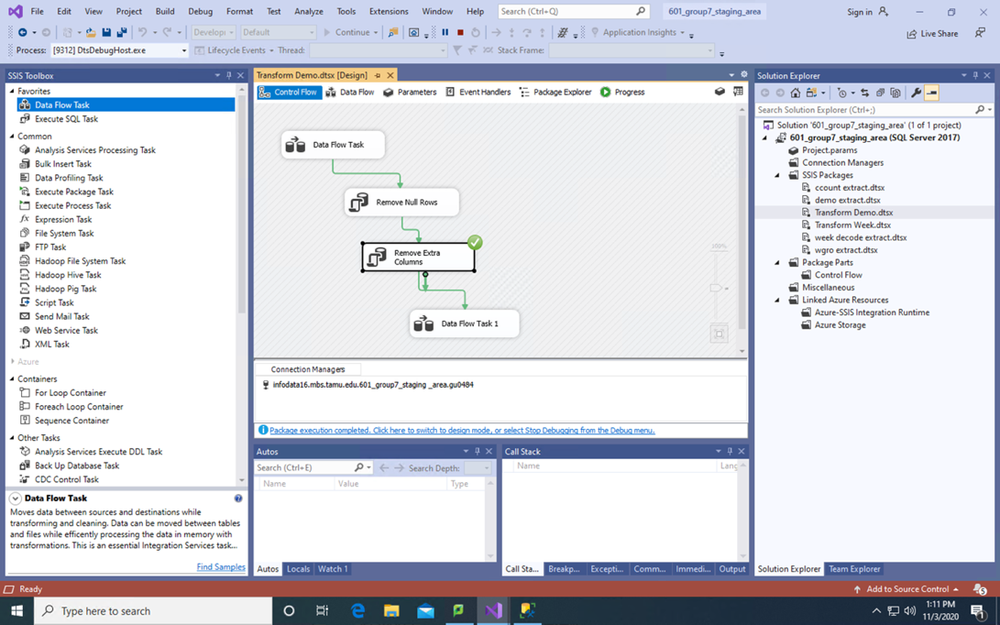 File Edit View Project Build Debug Format Test Analyze Tools Extensions Window Help Search (Ctrl+Q) 601_group7_staging_area Sign in
Developi Default Continue Application Insights Live Share
Process: [9312] DtsDebugHost.exe Lifecycle Events Thread: Stack Frame:
SSIS Toolbox
Favorites
Data Flow Task
Execute SQL Task
Common
Analysis Services Processing Task
Bulk Insert Task
Data Profiling Task
Execute Package Task
Execute Process Task
Expression Task
File System Task
FTP Task
Hadoop File System Task
Hadoop Hive Task
Hadoop Pig Task
Script Task
Send Mail Task
Web Service Task
XML Task
Azure
Containers
For Loop Container
Foreach Loop Container
Sequence Container
Other Tasks
Analysis Services Execute DDL Task
Back Up Database Task
CDC Control Task
Data Flow Task
Moves data between sources and destinations while
transforming and cleaning. Data can be moved between tables
and files while efficently processing the data in memory with
transformations. This is an essential Integration Services task...
Find Samples
Transform Demo.dtsx [Design]
Control Flow Data Flow Parameters Event Handlers Package Explorer Progress
Data Flow Task
Remove Null Rows
Remove Extra
Columns
Data Flow Task 1
100%
Connection Managers
infodata16.mbs.tamu.edu.601_group7_staging _area.gu0484
Package execution completed. Click here to switch to design mode, or select Stop Debugging from the Debug menu.
Autos
Search (Ctrl+E) Search Depth:
Name Value Type
Autos Locals Watch 1
Call Stack
Name Lang
Call Sta... Breakp... Excepti... Comm... Immedi... Output
Solution Explorer
Search Solution Explorer (Ctrl+;)
Solution '601_group7_staging_area' (1 of 1 project)
601_group7_staging_area (SQL Server 2017)
Project.params
Connection Managers
SSIS Packages
ccount extract.dtsx
demo extract.dtsx
Transform Demo.dtsx
Transform Week.dtsx
week decode extract.dtsx
wgro extract.dtsx
Package Parts
Control Flow
Miscellaneous
Linked Azure Resources
Azure-SSIS Integration Runtime
Azure Storage
Solution Explorer Team Explorer
Ready Add to Source Control 5
Type here to search
1:11 PM
11/3/2020
1